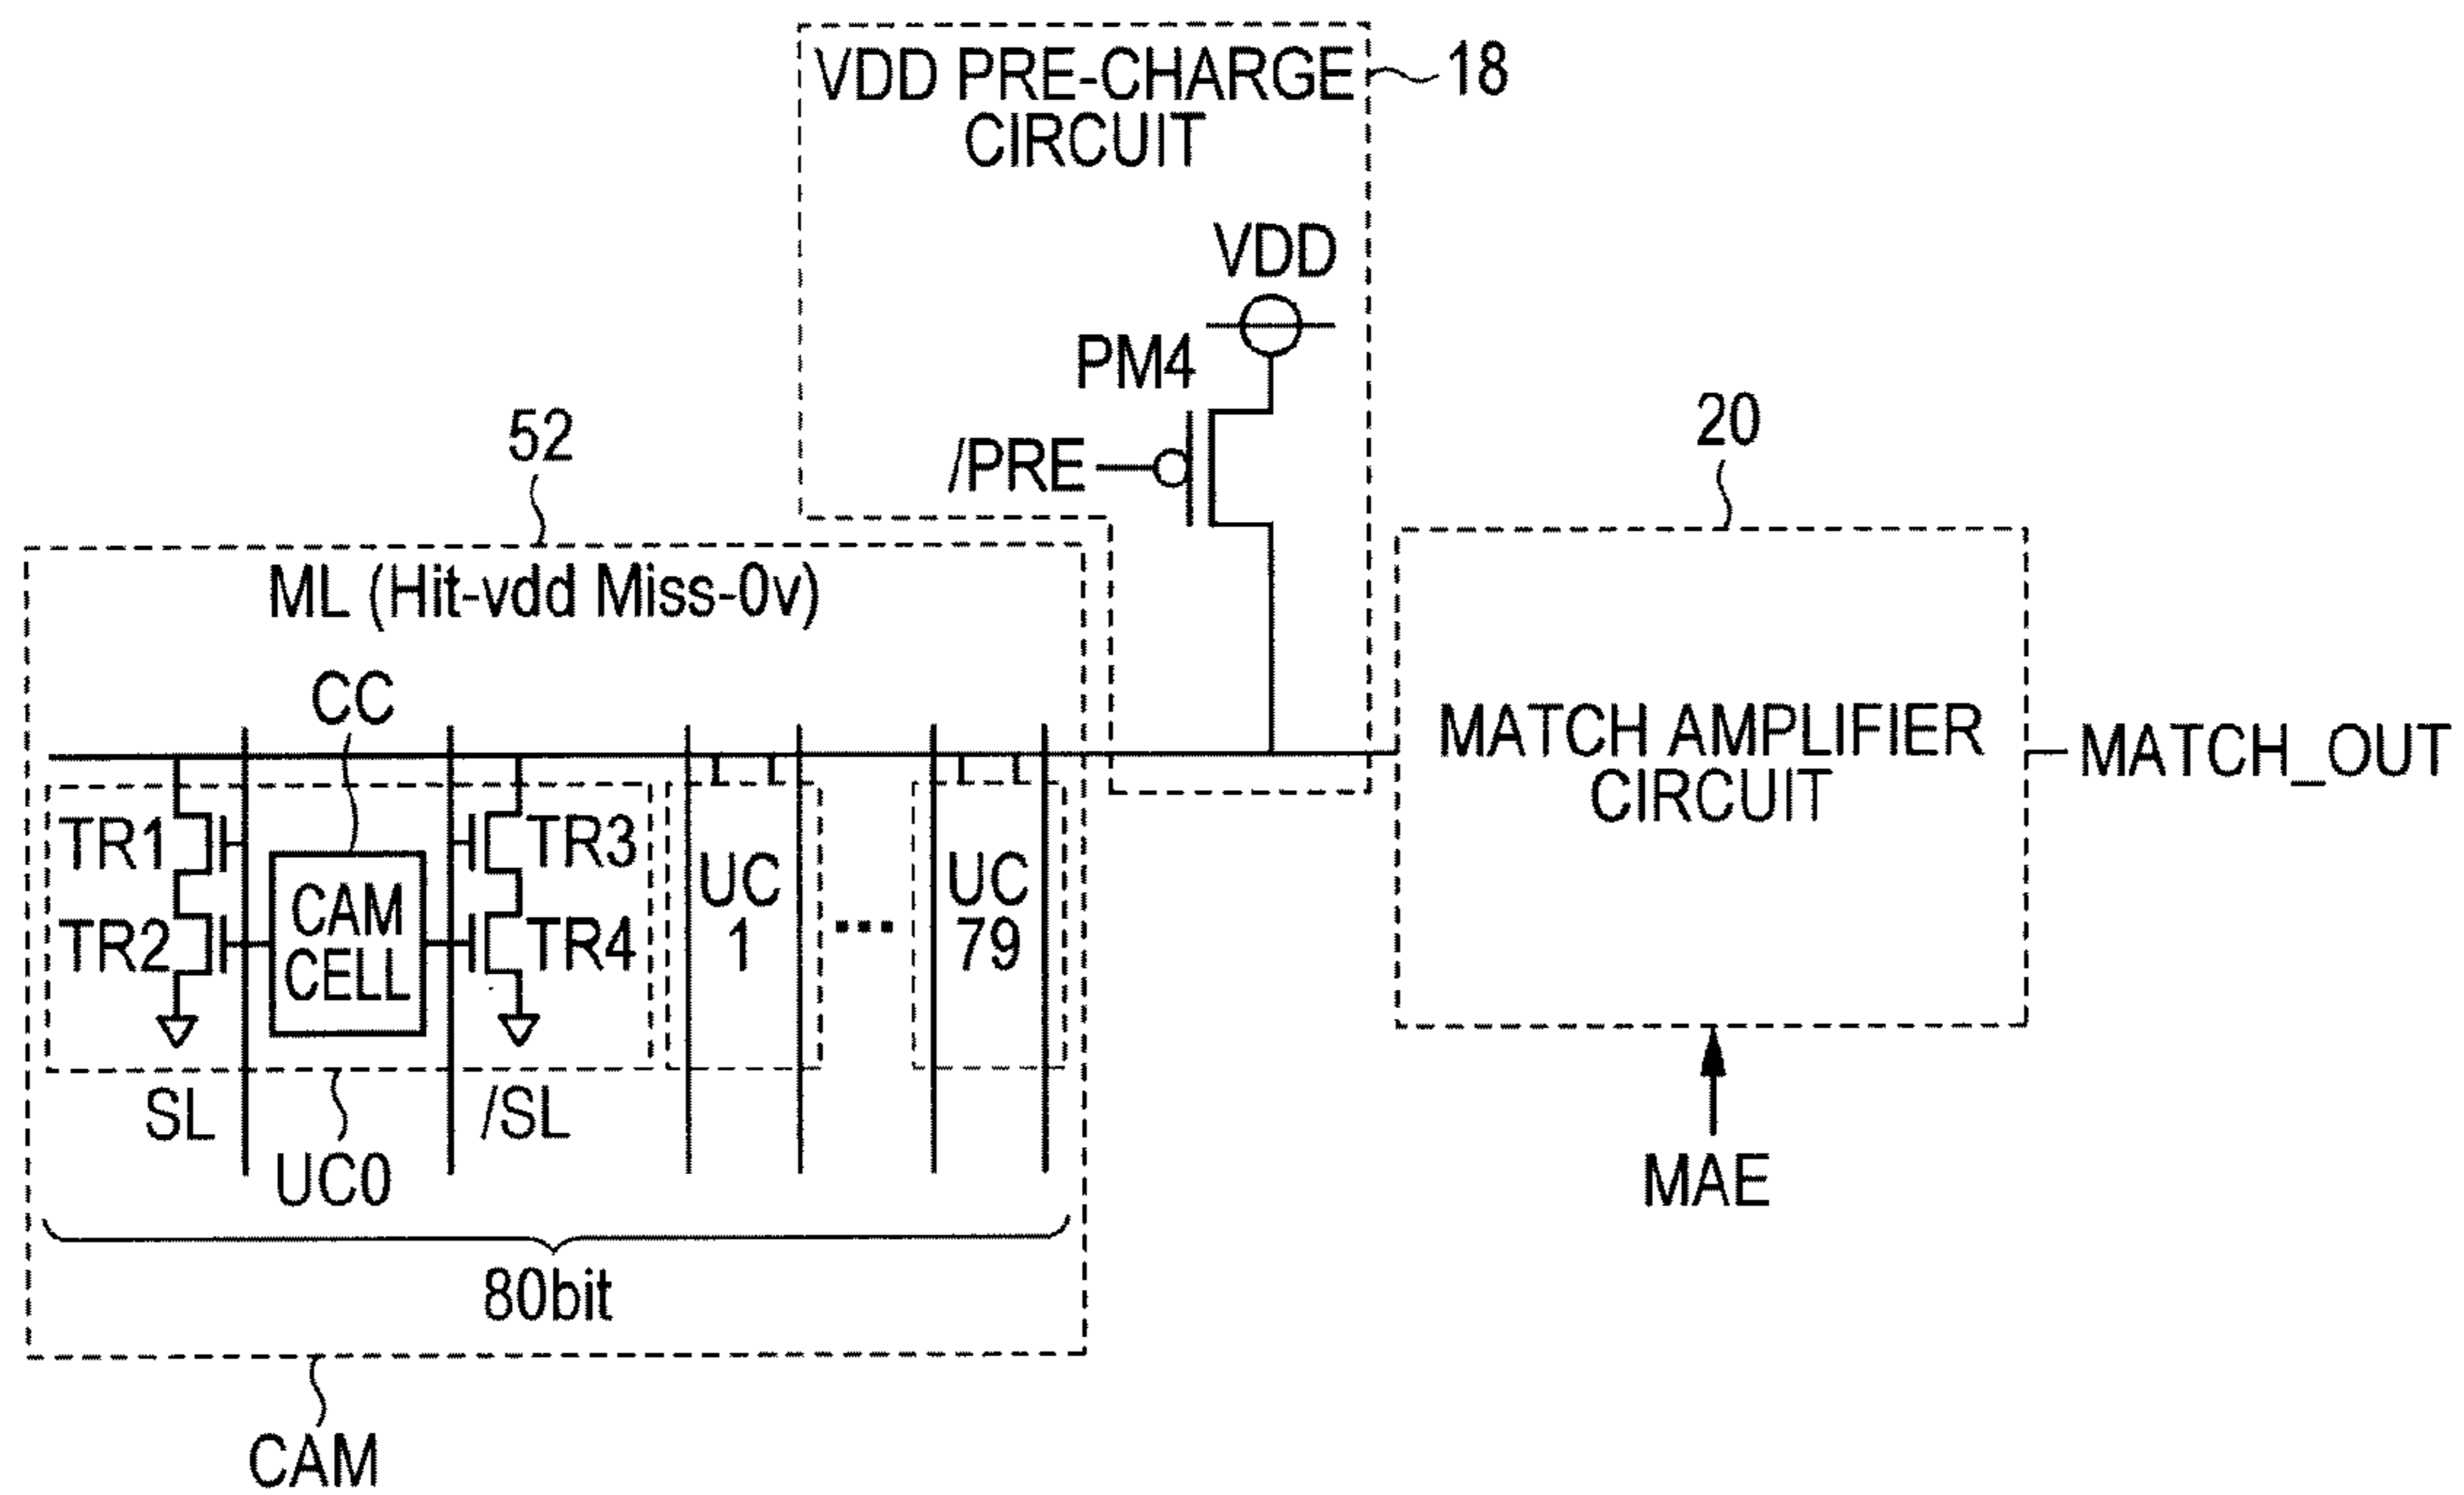 VDD PRE-CHARGE
CIRCUIT
18
VDD
PM4
/PRE
52
20
ML (Hit-vdd Miss-0v)
CC
MATCH AMPLIFIER
CIRCUIT
MATCH_OUT
TR1
TR3
CAM
CELL
TR2
TR4
UC
1
UC
79
SL
/SL
UC0
MAE
80bit
CAM